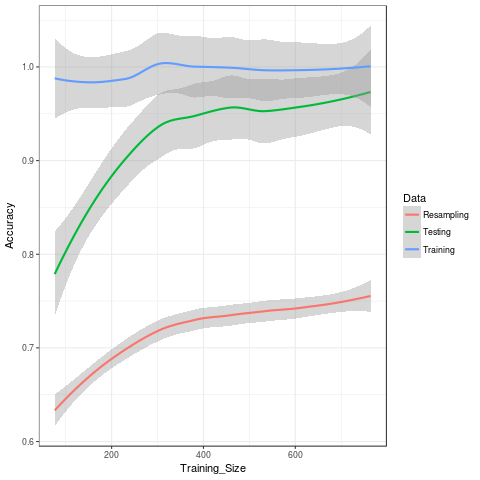 1.0
0.9
0.8
0.7
0.6
Accuracy
200
400
600
Training_Size
Data
Resampling
Testing
Training